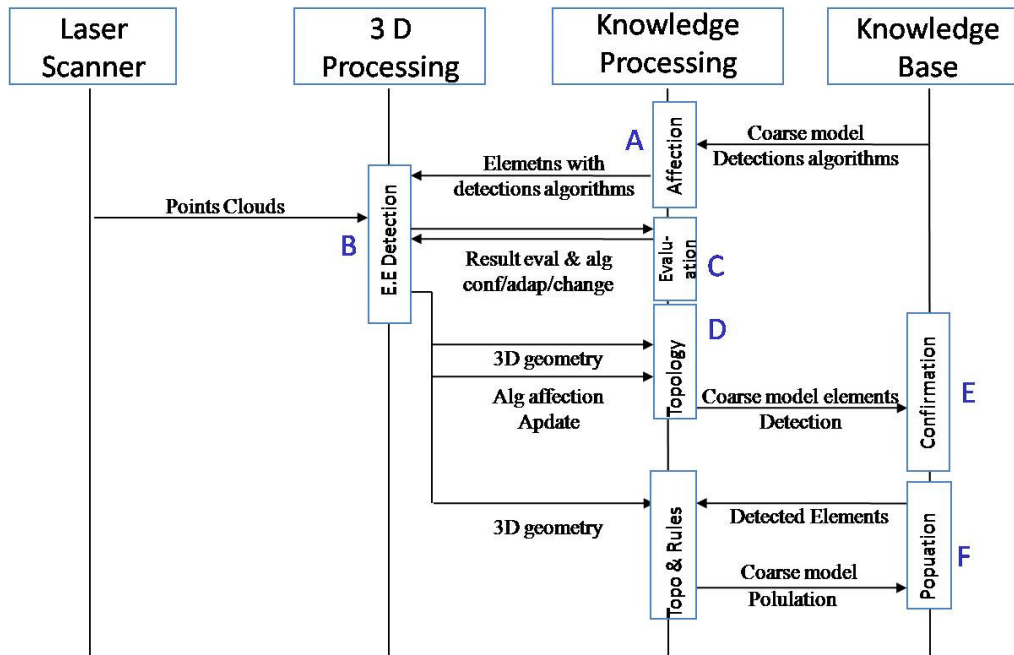 Laser
Scanner
3 D
Processing
Knowledge
Processing
Knowledge
Base
A
Affection
Coarse model
Detections algorithms
Elemetns with
detections algorithms
Points Clouds
B
E.E Detection
Result eval & alg
conf/adap/change
Evalu-
ation
C
D
Topology
3D geometry
Alg affection
Apdate
Coarse model elements
Detection
Confirmation
E
3D geometry
Topo & Rules
Detected Elements
Coarse model
Polulation
Popuation
F